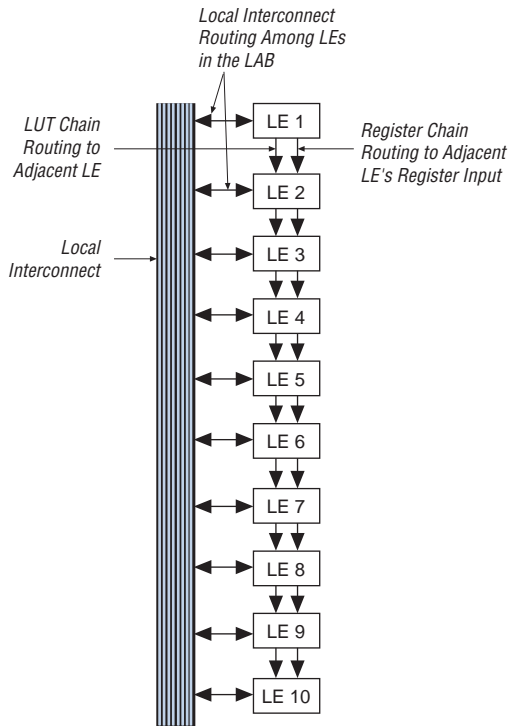 Local Interconnect
Routing Among LEs
in the LAB
LUT Chain
Routing to
Adjacent LE
Register Chain
Routing to Adjacent
LE's Register Input
Local
Interconnect
LE 1
LE 2
LE 3
LE 4
LE 5
LE 6
LE 7
LE 8
LE 9
LE 10